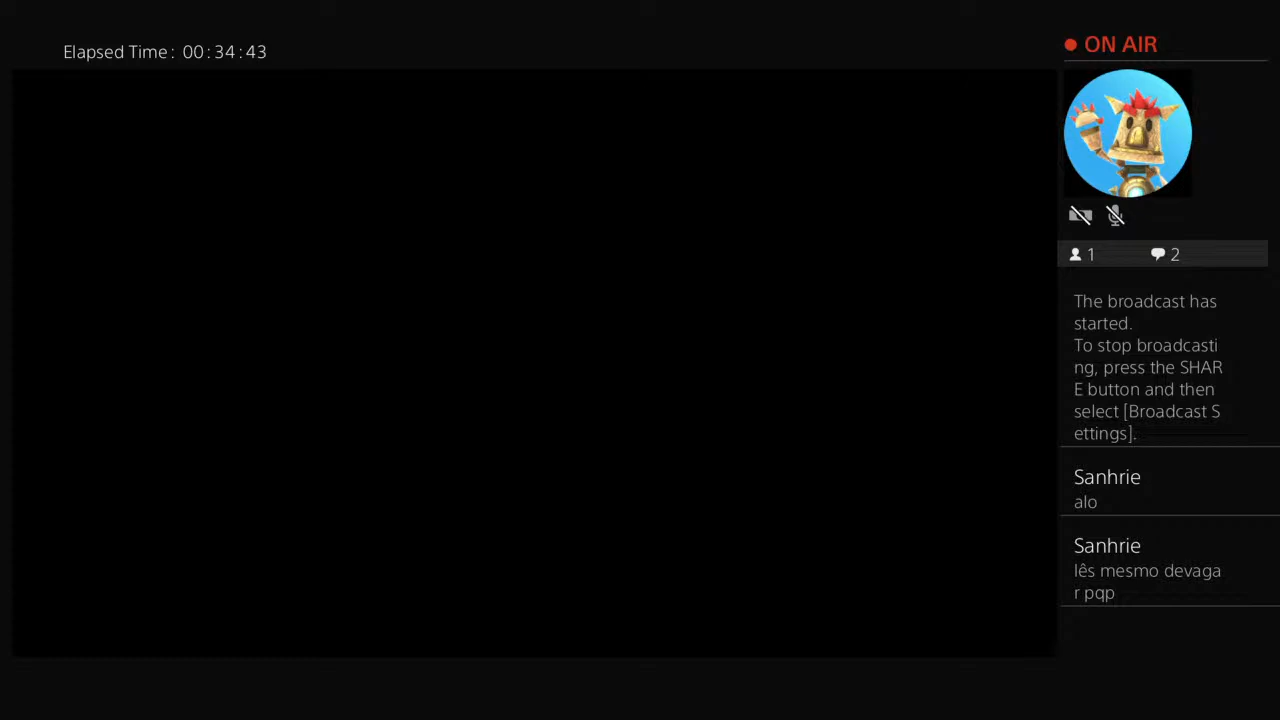 Elapsed Time: 00:34:43
ON AIR
1 2
The broadcast has
started.
To stop broadcasti
ng, press the SHAR
E button and then
select [Broadcast S
ettings].
Sanhrie
alo
Sanhrie
lês mesmo devaga
r pqp